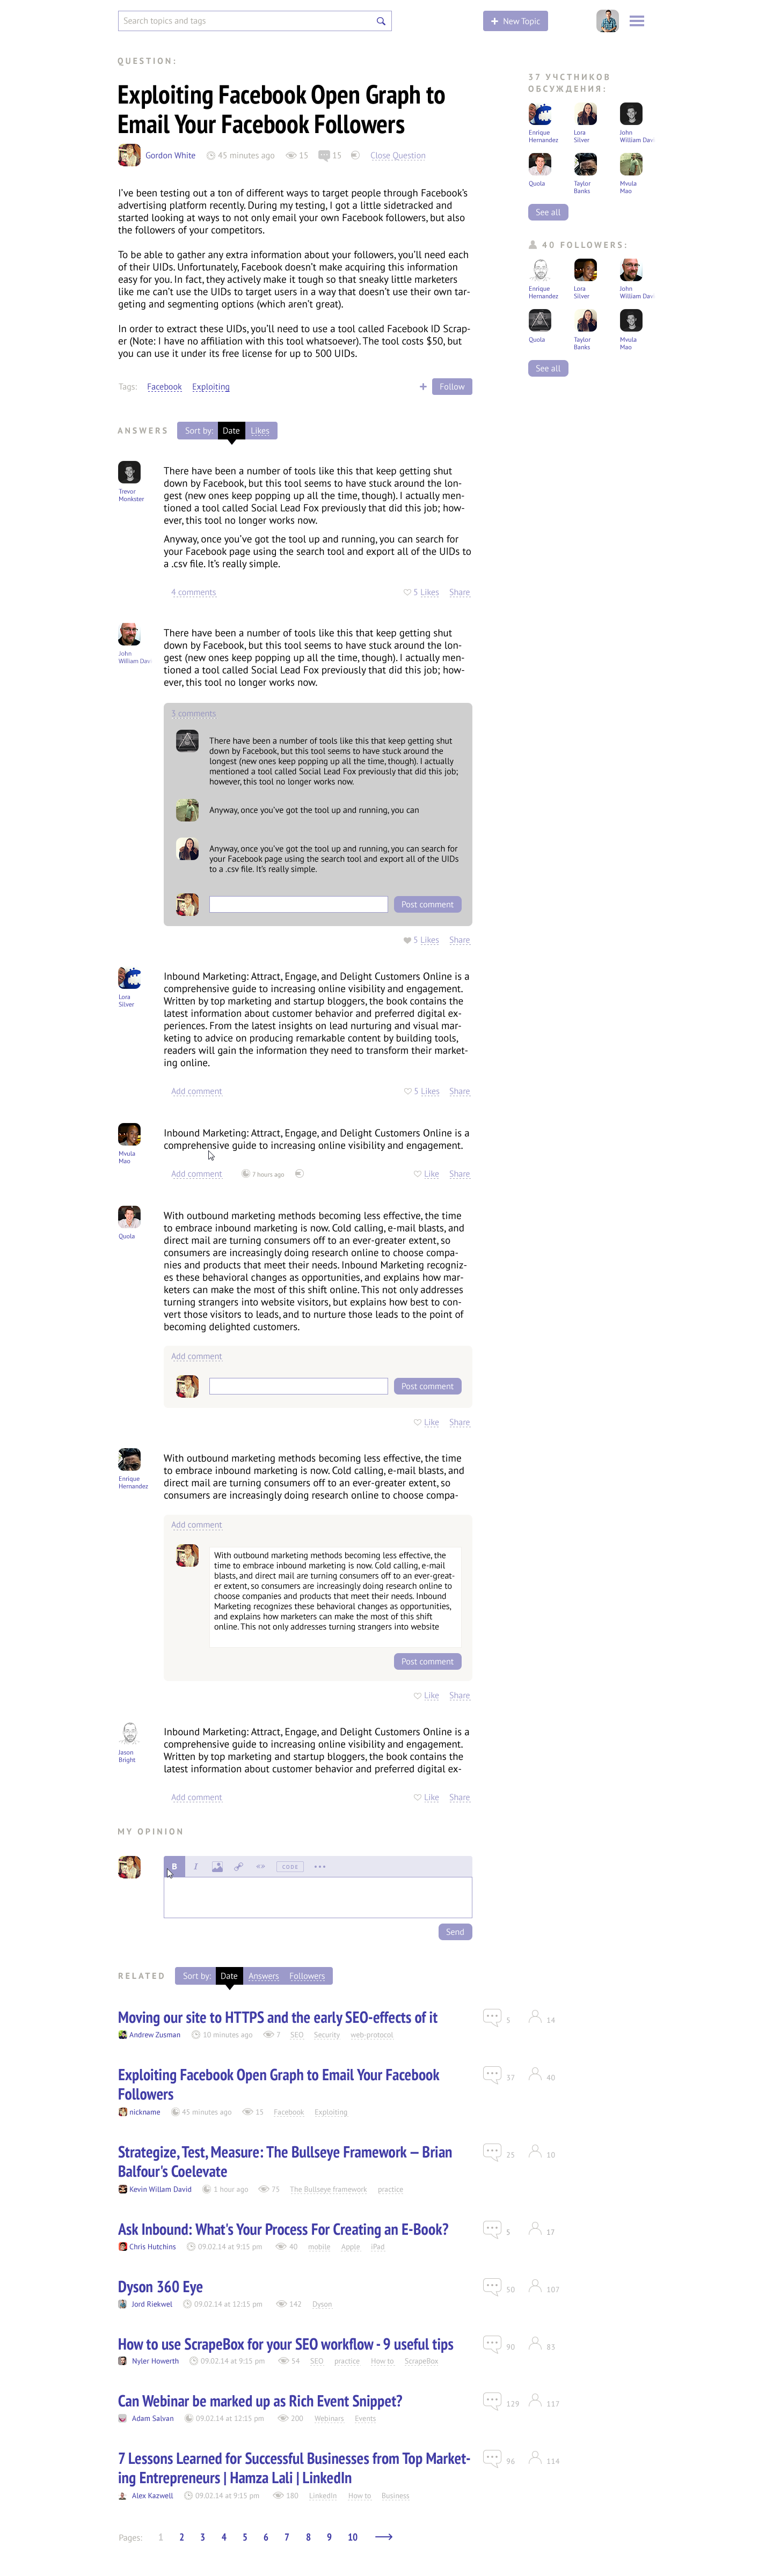 Search topics and tags
New Topic
QUESTION:
Exploiting Facebook Open Graph to
Email Your Facebook Followers
Gordon White 45 minutes ago 15 15 Close Question
I've been testing out a ton of different ways to target people through Facebook's
advertising platform recently. During my testing, I got a little sidetracked and
started looking at ways to not only email your own Facebook followers, but also
the followers of your competitors.
To be able to gather any extra information about your followers, you'll need each
of their UIDs. Unfortunately, Facebook doesn't make acquiring this information
easy for you. In fact, they actively make it tough so that sneaky little marketers
like me can't use the UIDs to target users in a way that doesn't use their own tar-
geting and segmenting options (which aren't great).
In order to extract these UIDs, you'll need to use a tool called Facebook ID Scrap-
er (Note: I have no affiliation with this tool whatsoever). The tool costs $50, but
you can use it under its free license for up to 500 UIDs.
Tags: Facebook Exploiting
Follow
37 УЧСТНИКОВ
ОБСУЖДЕНИЯ:
Enrique
Hernandez
Lora
Silver
John
William Dav
Quola
Taylor
Banks
Mvula
Mao
See all
40 FOLLOWERS:
Enrique
Hernandez
Lora
Silver
John
William Dav
Quola
Taylor
Banks
Mvula
Mao
See all
ANSWERS Sort by: Date Likes
Trevor
Monkster
There have been a number of tools like this that keep getting shut
down by Facebook, but this tool seems to have stuck around the lon-
gest (new ones keep popping up all the time, though). I actually men-
tioned a tool called Social Lead Fox previously that did this job; how-
ever, this tool no longer works now.
Anyway, once you've got the tool up and running, you can search for
your Facebook page using the search tool and export all of the UIDs to
a .csv file. It's really simple.
4 comments 5 Likes Share
John
William Dav
There have been a number of tools like this that keep getting shut
down by Facebook, but this tool seems to have stuck around the lon-
gest (new ones keep popping up all the time, though). I actually men-
tioned a tool called Social Lead Fox previously that did this job; how-
ever, this tool no longer works now.
3 comments
There have been a number of tools like this that keep getting shut
down by Facebook, but this tool seems to have stuck around the
longest (new ones keep popping up all the time, though). I actually
mentioned a tool called Social Lead Fox previously that did this job;
however, this tool no longer works now.
Anyway, once you've got the tool up and running, you can
Anyway, once you've got the tool up and running, you can search for
your Facebook page using the search tool and export all of the UIDs
to a .csv file. It's really simple.
Post comment
5 Likes Share
Lora
Silver
Inbound Marketing: Attract, Engage, and Delight Customers Online is a
comprehensive guide to increasing online visibility and engagement.
Written by top marketing and startup bloggers, the book contains the
latest information about customer behavior and preferred digital ex-
periences. From the latest insights on lead nurturing and visual mar-
keting to advice on producing remarkable content by building tools,
readers will gain the information they need to transform their market-
ing online.
Add comment 5 Likes Share
Mvula
Mao
Inbound Marketing: Attract, Engage, and Delight Customers Online is a
comprehensive guide to increasing online visibility and engagement.
Add comment 7 hours ago Like Share
Quola
With outbound marketing methods becoming less effective, the time
to embrace inbound marketing is now. Cold calling, e-mail blasts, and
direct mail are turning consumers off to an ever-greater extent, so
consumers are increasingly doing research online to choose compa-
nies and products that meet their needs. Inbound Marketing recogniz-
es these behavioral changes as opportunities, and explains how mar-
keters can make the most of this shift online. This not only addresses
turning strangers into website visitors, but explains how best to con-
vert those visitors to leads, and to nurture those leads to the point of
becoming delighted customers.
Add comment
Post comment
Like Share
Enrique
Hernandez
With outbound marketing methods becoming less effective, the time
to embrace inbound marketing is now. Cold calling, e-mail blasts, and
direct mail are turning consumers off to an ever-greater extent, so
consumers are increasingly doing research online to choose compa-
Add comment
With outbound marketing methods becoming less effective, the
time to embrace inbound marketing is now. Cold calling, e-mail
blasts, and direct mail are turning consumers off to an ever-great-
er extent, so consumers are increasingly doing research online to
choose companies and products that meet their needs. Inbound
Marketing recognizes these behavioral changes as opportunities,
and explains how marketers can make the most of this shift
online. This not only addresses turning strangers into website
Post comment
Like Share
Jason
Bright
Inbound Marketing: Attract, Engage, and Delight Customers Online is a
comprehensive guide to increasing online visibility and engagement.
Written by top marketing and startup bloggers, the book contains the
latest information about customer behavior and preferred digital ex-
Add comment Like Share
MY OPINION
B I <> CODE
Send
RELATED Sort by: Date Answers Followers
Moving our site to HTTPS and the early SEO-effects of it 5 14
Andrew Zusman 10 minutes ago 7 SEO Security web-protocol
Exploiting Facebook Open Graph to Email Your Facebook 37 40
Followers
nickname 45 minutes ago 15 Facebook Exploiting
Strategize, Test, Measure: The Bullseye Framework — Brian 25 10
Balfour's Coelevate
Kevin Willam David 1 hour ago 75 The Bullseye framework practice
Ask Inbound: What's Your Process For Creating an E-Book? 5 17
Chris Hutchins 09.02.14 at 9:15 pm 40 mobile Apple iPad
Dyson 360 Eye 50 107
Jord Riekwel 09.02.14 at 12:15 pm 142 Dyson
How to use ScrapeBox for your SEO workflow - 9 useful tips 90 83
Nyler Howerth 09.02.14 at 9:15 pm 54 SEO practice How to ScrapeBox
Can Webinar be marked up as Rich Event Snippet? 129 117
Adam Salvan 09.02.14 at 12:15 pm 200 Webinars Events
7 Lessons Learned for Successful Businesses from Top Market- 96 114
ing Entrepreneurs | Hamza Lali | LinkedIn
Alex Kazwell 09.02.14 at 9:15 pm 180 LinkedIn How to Business
Pages: 1 2 3 4 5 6 7 8 9 10